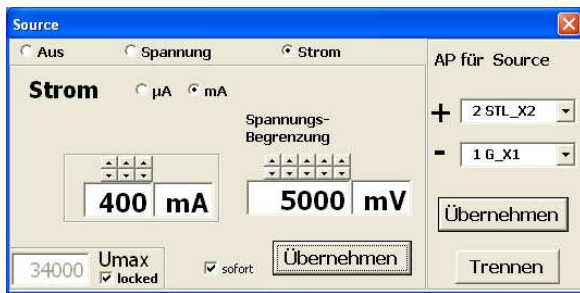 Source
Aus Spannung Strom
Strom µA mA
Spannungs-
Begrenzung
400 mA
5000 mV
34000 Umax
locked
sofort
Übernehmen
AP für Source
+ 2 STL_X2
- 1 G_X1
Übernehmen
Trennen